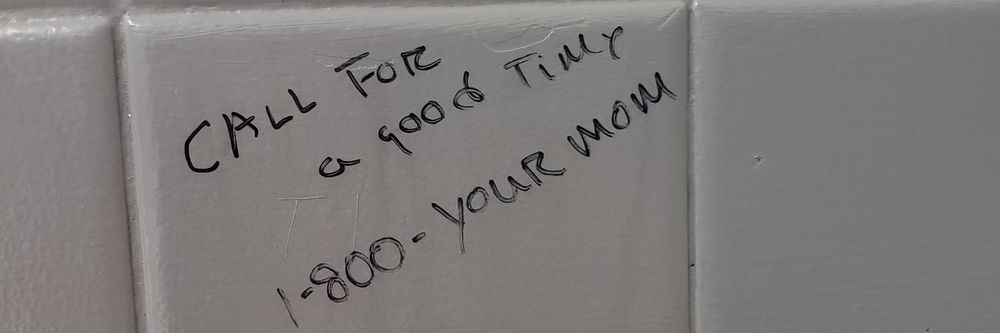 CALL FOR
a good Time
1-800-YOUR MOM